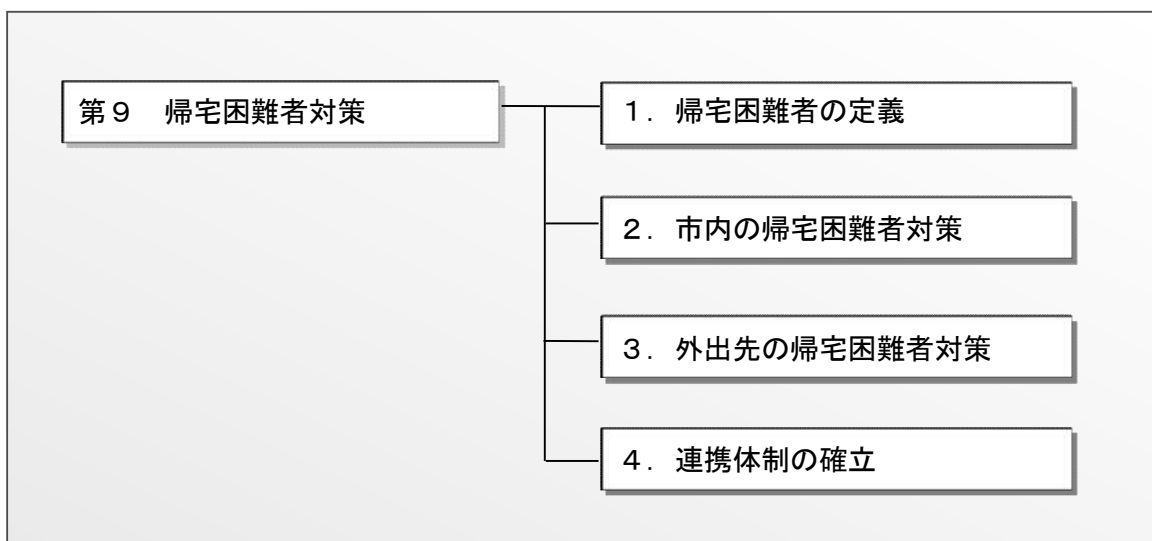 第９　帰宅困難者対策
１．帰宅困難者の定義
２．市内の帰宅困難者対策
３．外出先の帰宅困難者対策
４．連携体制の確立